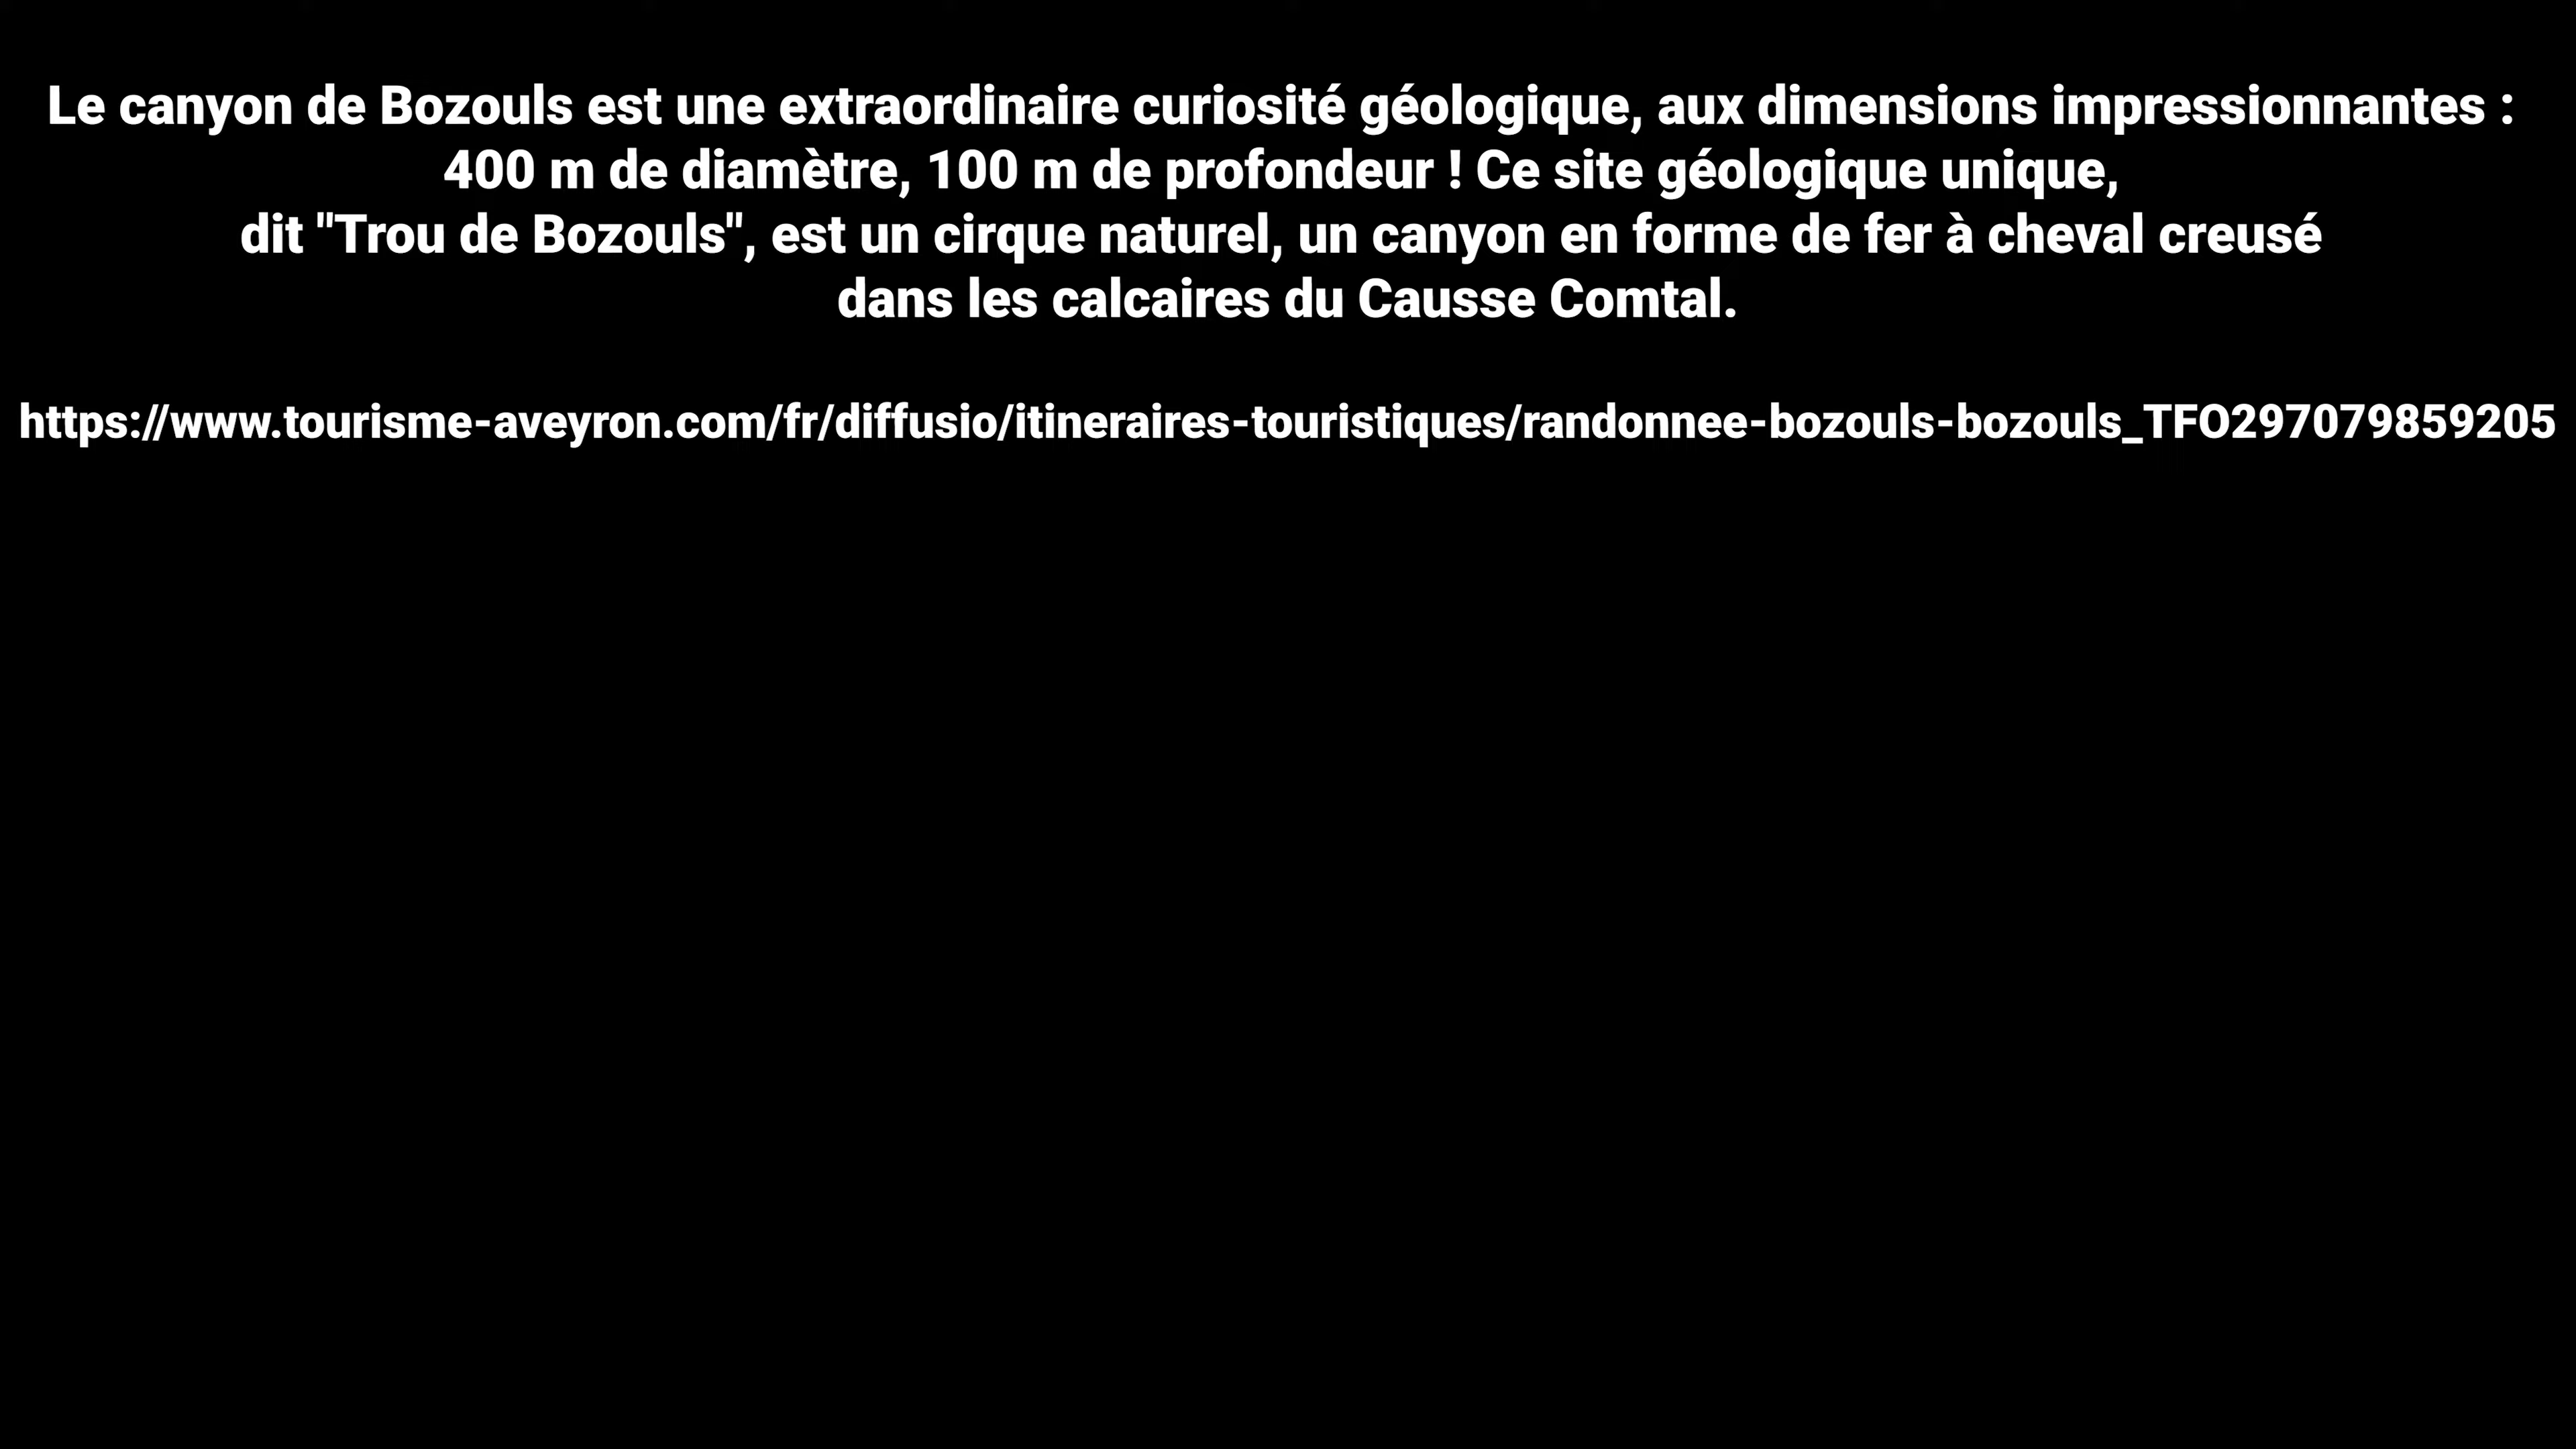 Le canyon de Bozouls est une extraordinaire curiosité géologique, aux dimensions impressionnantes :
400 m de diamètre, 100 m de profondeur ! Ce site géologique unique,
dit "Trou de Bozouls", est un cirque naturel, un canyon en forme de fer à cheval creusé
dans les calcaires du Causse Comtal.
https://www.tourisme-aveyron.com/fr/diffusio/itineraires-touristiques/randonnee-bozouls-bozouls_TFO297079859205